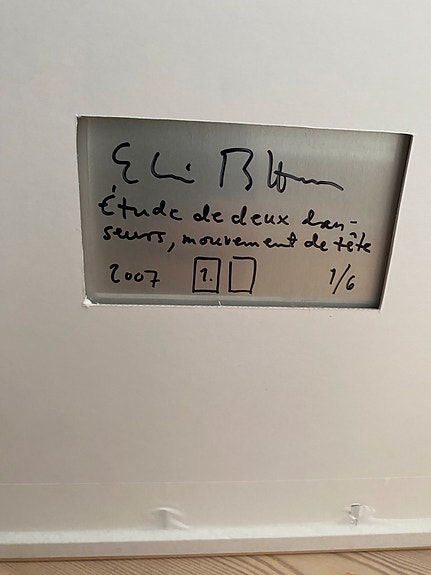 Étude de deux dan-
seurs, mouvement de tête
2007 1. 1/6